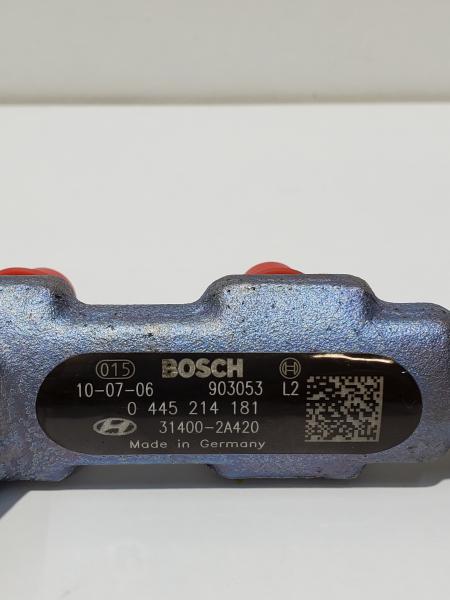 015 BOSCH
10-07-06 903053 L2
0 445 214 181
31400-2A420
Made in Germany